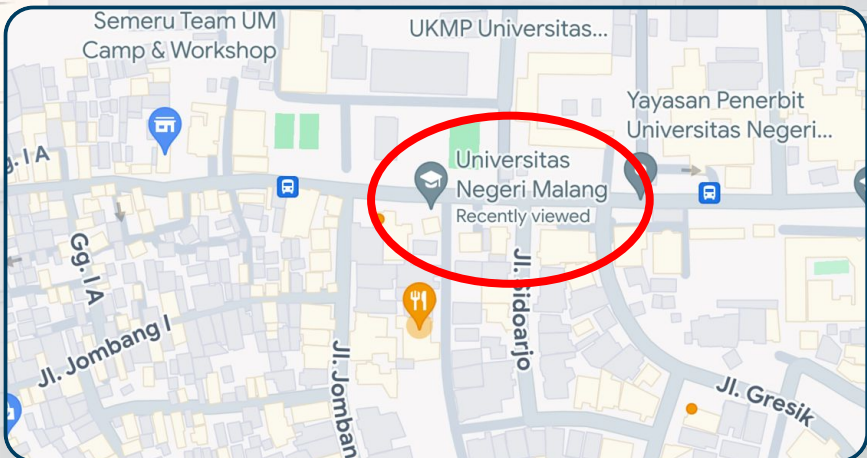 Semeru Team UM
Camp & Workshop
UKMP Universitas...
Yayasan Penerbit
Universitas Negeri...
g. I A
Universitas
Negeri Malang
Recently viewed
Gg. I A
Jl. Sidoarjo
Jl. Jombang I
Jl. Jomban
Jl. Gresik